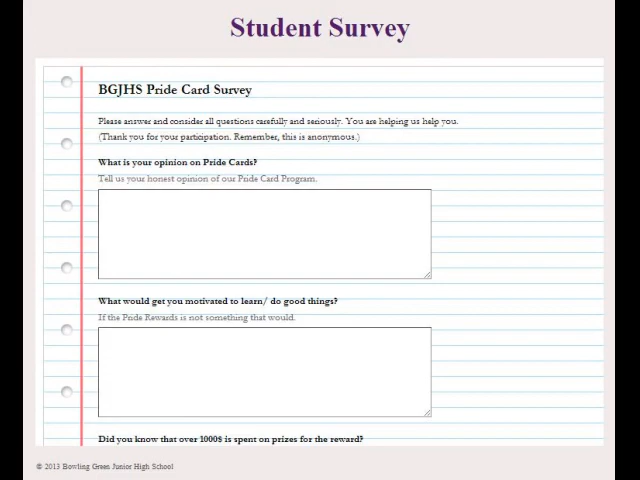 Student Survey
BGJHS Pride Card Survey
Please answer and consider all questions carefully and seriously. You are helping us help you.
(Thank you for your participation. Remember, this is anonymous.)
What is your opinion on Pride Cards?
Tell us your honest opinion of our Pride Card Program.
What would get you motivated to learn/ do good things?
If the Pride Rewards is not something that would.
Did you know that over 1000$ is spent on prizes for the reward?
© 2013 Bowling Green Junior High School